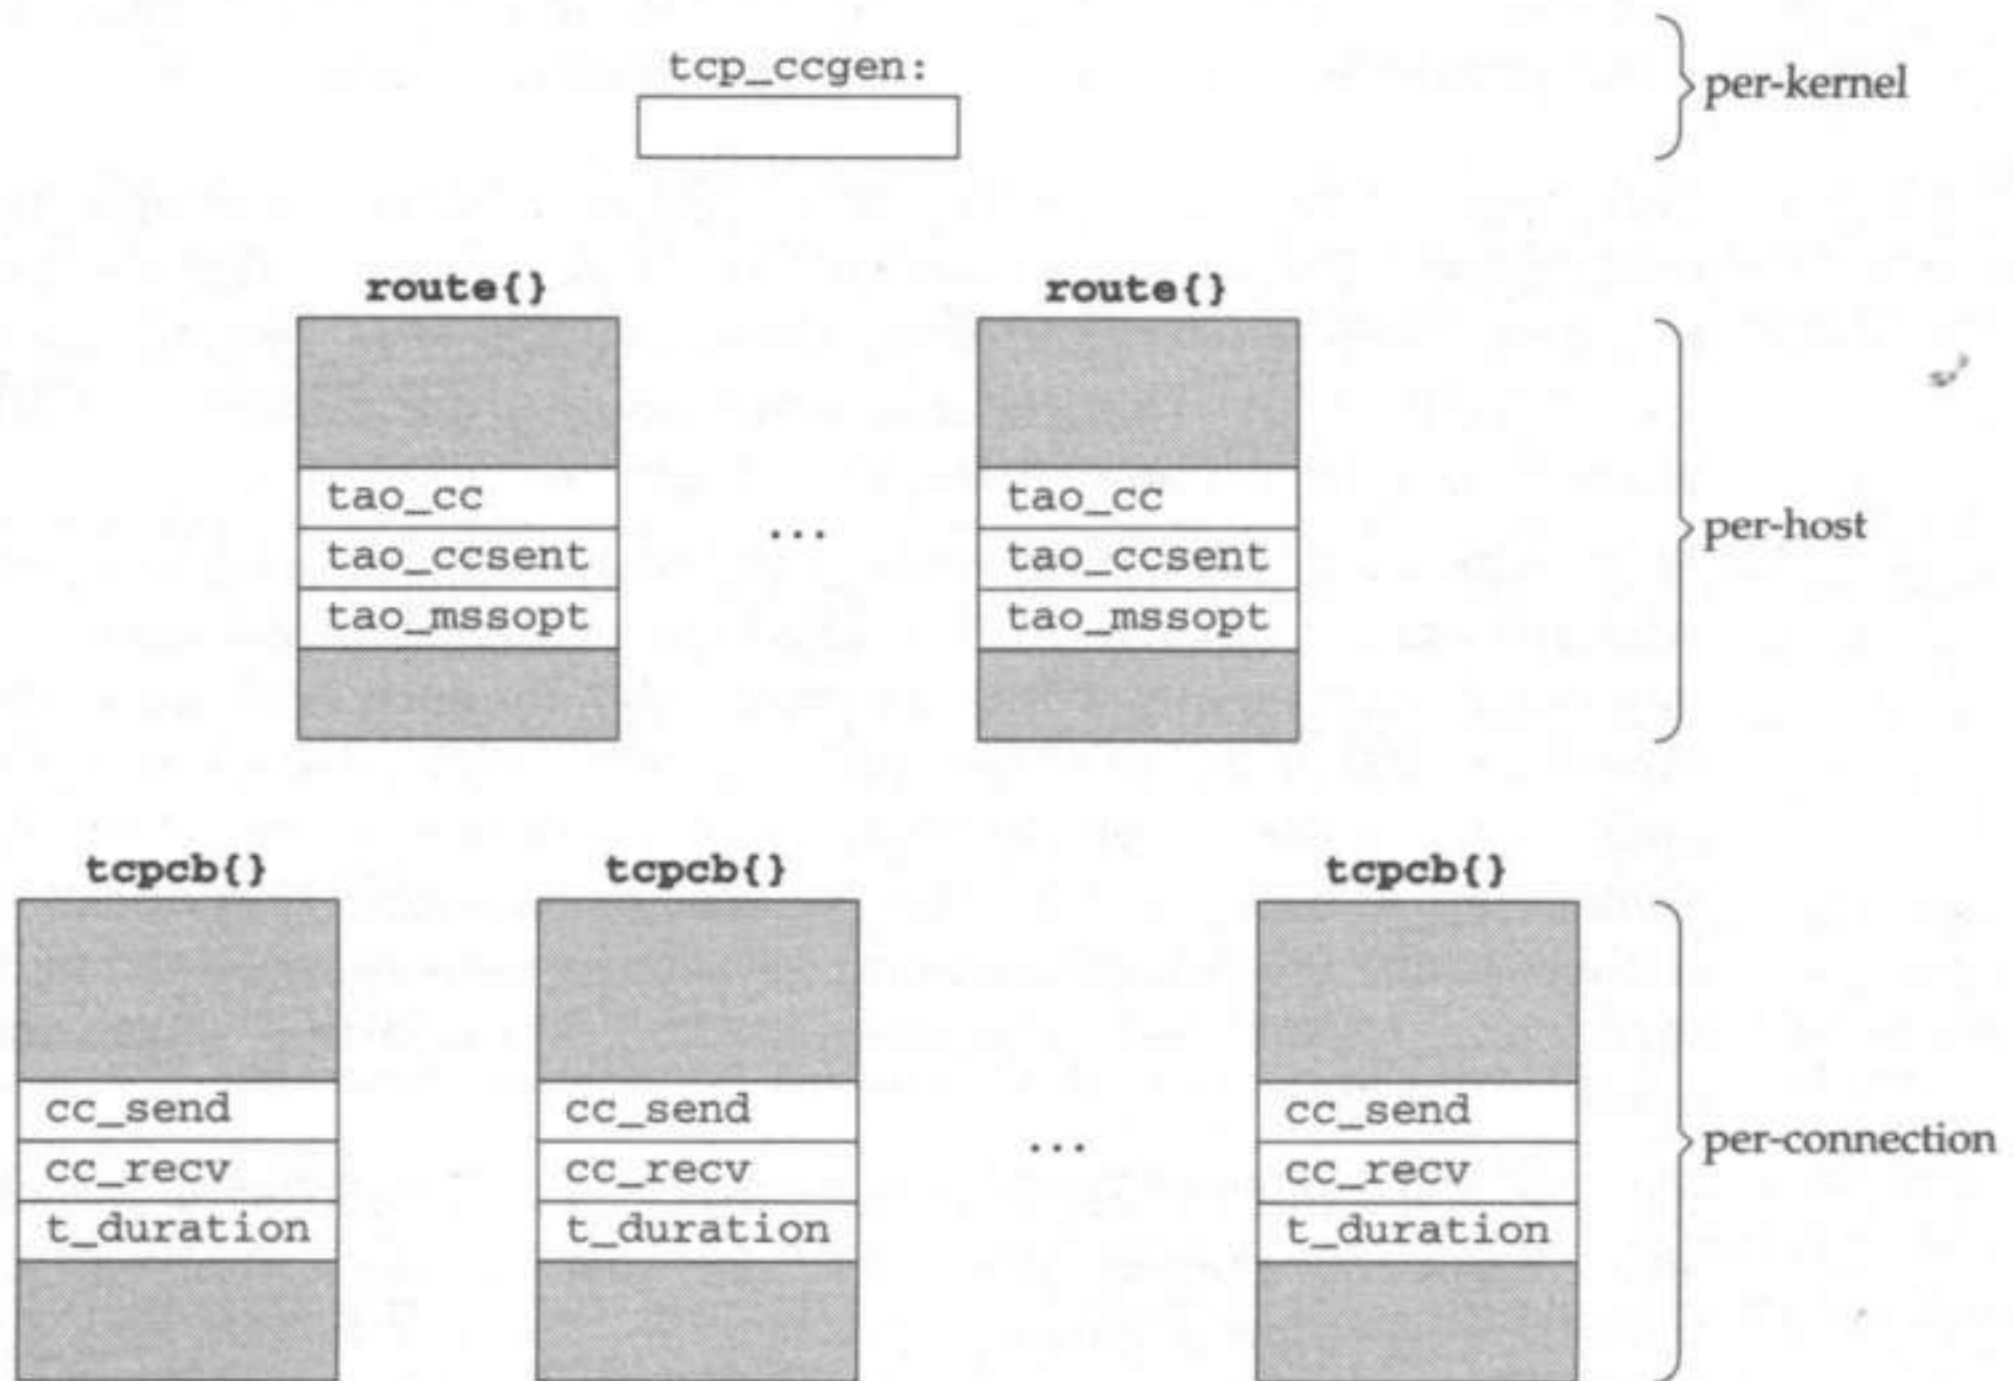 tcp_ccgen:
per-kernel
route{}
route{}
tao_cc
tao_ccsent
tao_mssopt
...
tao_cc
tao_ccsent
tao_mssopt
per-host
tcpcb{}
tcpcb{}
tcpcb{}
cc_send
cc_recv
t_duration
cc_send
cc_recv
t_duration
...
cc_send
cc_recv
t_duration
per-connection